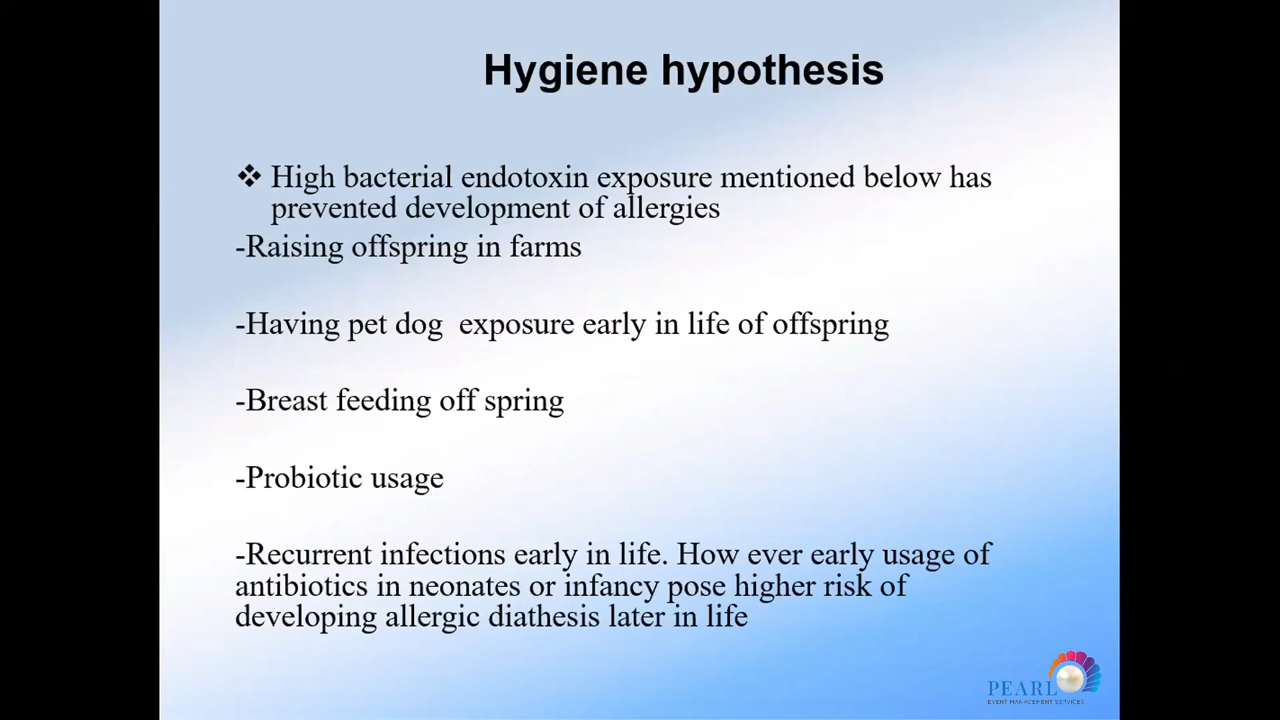 Hygiene hypothesis
❖ High bacterial endotoxin exposure mentioned below has
prevented development of allergies
-Raising offspring in farms
-Having pet dog  exposure early in life of offspring
-Breast feeding off spring
-Probiotic usage
-Recurrent infections early in life. How ever early usage of
antibiotics in neonates or infancy pose higher risk of
developing allergic diathesis later in life
PEARL
EVENT MANAGEMENT SERVICES